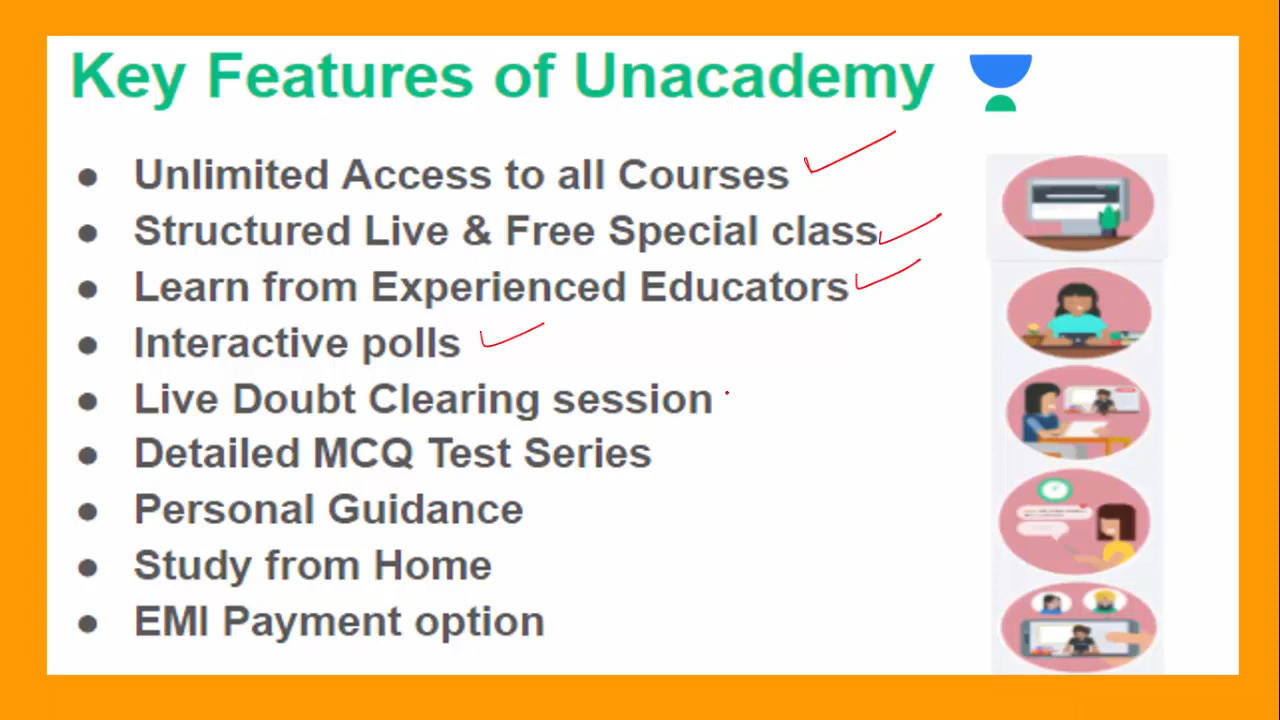 Key Features of Unacademy
● Unlimited Access to all Courses
● Structured Live & Free Special class
● Learn from Experienced Educators
● Interactive polls
● Live Doubt Clearing session
● Detailed MCQ Test Series
● Personal Guidance
● Study from Home
● EMI Payment option